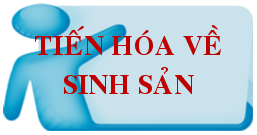 TIẾN HÓA VỀ
SINH SẢN